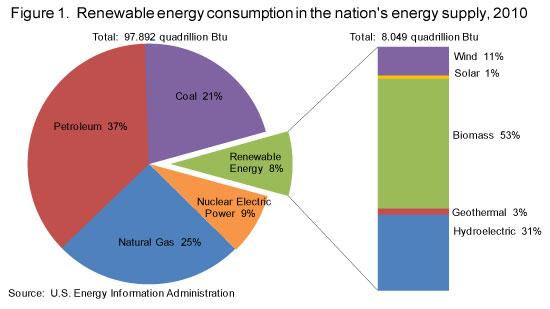 Figure 1.  Renewable energy consumption in the nation's energy supply, 2010
Total:  97.892 quadrillion Btu
Total:  8.049 quadrillion Btu
Coal  21%
Petroleum  37%
Renewable
Energy  8%
Nuclear Electric
Power  9%
Natural Gas  25%
Wind  11%
Solar  1%
Biomass  53%
Geothermal  3%
Hydroelectric  31%
Source:  U.S. Energy Information Administration